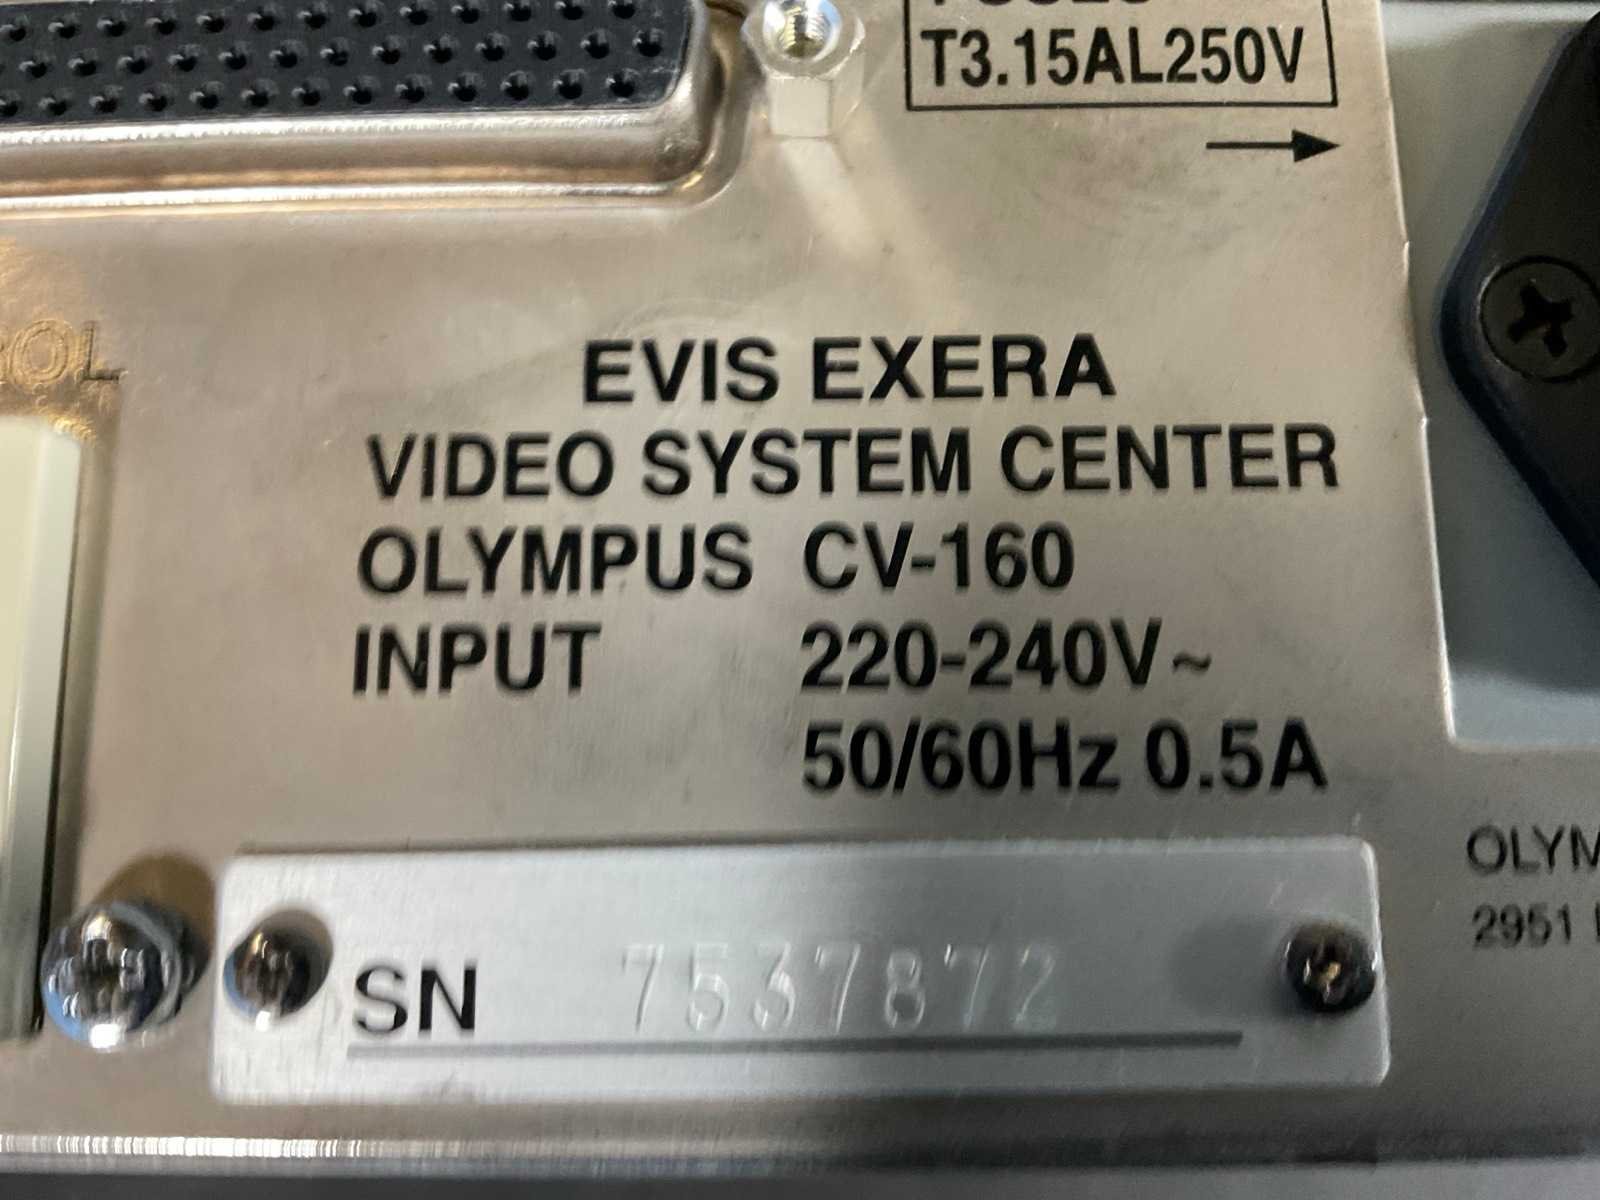 T3.15AL250V
EVIS EXERA
VIDEO SYSTEM CENTER
OLYMPUS CV-160
INPUT 220-240V~
50/60Hz 0.5A
SN 7537872
2951